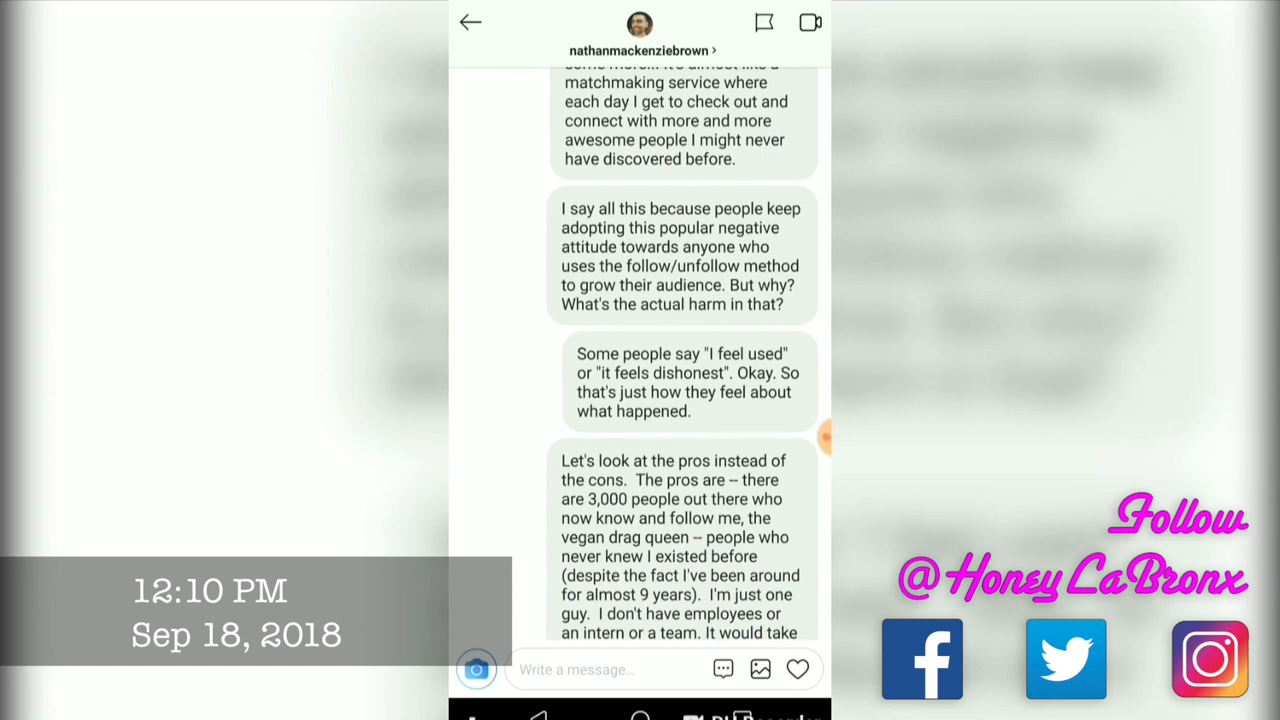 nathanmackenziebrown >
matchmaking service where
each day I get to check out and
connect with more and more
awesome people I might never
have discovered before.
I say all this because people keep
adopting this popular negative
attitude towards anyone who
uses the follow/unfollow method
to grow their audience. But why?
What's the actual harm in that?
Some people say "I feel used"
or "it feels dishonest". Okay. So
that's just how they feel about
what happened.
Let's look at the pros instead of
the cons.  The pros are -- there
are 3,000 people out there who
now know and follow me, the
vegan drag queen -- people who
never knew I existed before
(despite the fact I've been around
for almost 9 years).  I'm just one
guy.  I don't have employees or
an intern or a team. It would take
Write a message...
12:10 PM
Sep 18, 2018
Follow
@HoneyLaBronx